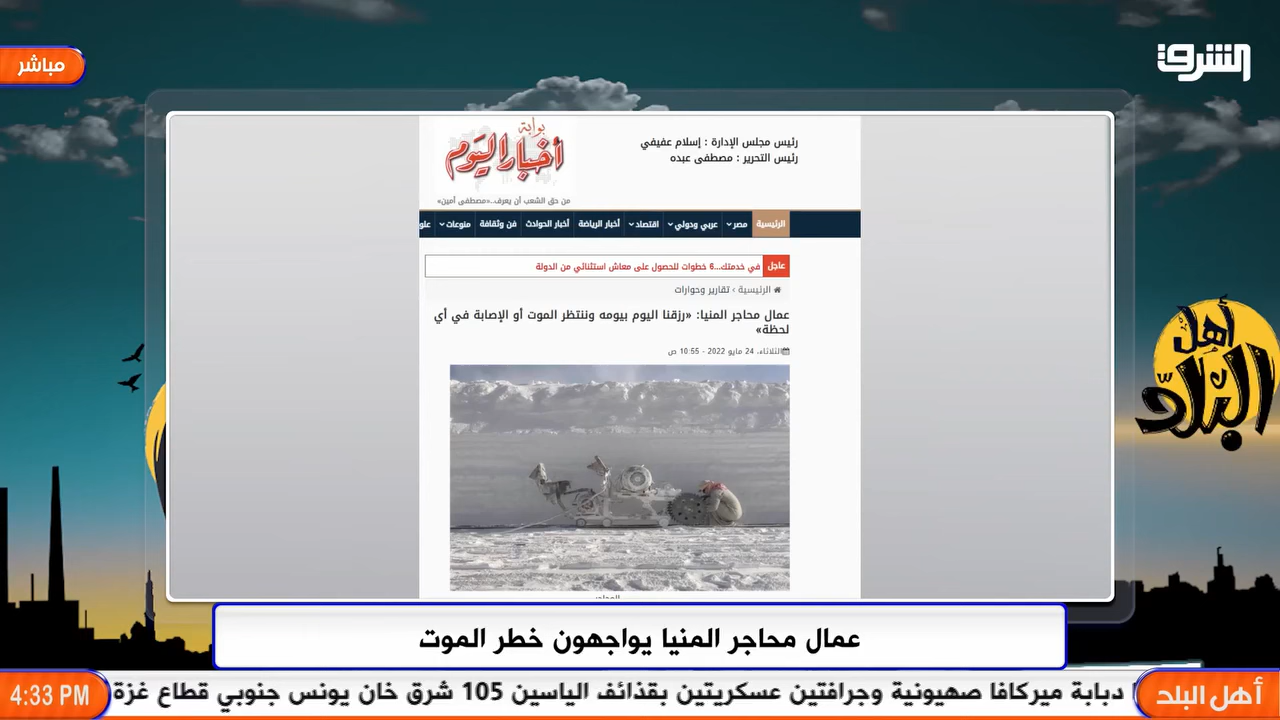 مباشر
الشرق
بوابة
أخبار اليوم
من حق الشعب أن يعرف..«مصطفى أمين»
رئيس مجلس الإدارة : إسلام عفيفي
رئيس التحرير : مصطفى عبده
الرئيسية مصر عربي ودولي اقتصاد أخبار الرياضة أخبار الحوادث فن وثقافة منوعات علو
عاجل في خدمتك...6 خطوات للحصول على معاش استثنائي من الدولة
الرئيسية › تقارير وحوارات
عمال محاجر المنيا: «رزقنا اليوم بيومه وننتظر الموت أو الإصابة في أي
لحظة»
الثلاثاء، 24 مايو 2022 - 10:55 ص
أهل
البلد
عمال محاجر المنيا يواجهون خطر الموت
أهل البلد
دبابة ميركافا صهيونية وجرافتين عسكريتين بقذائف الياسين 105 شرق خان يونس جنوبي قطاع غزة
4:33 PM